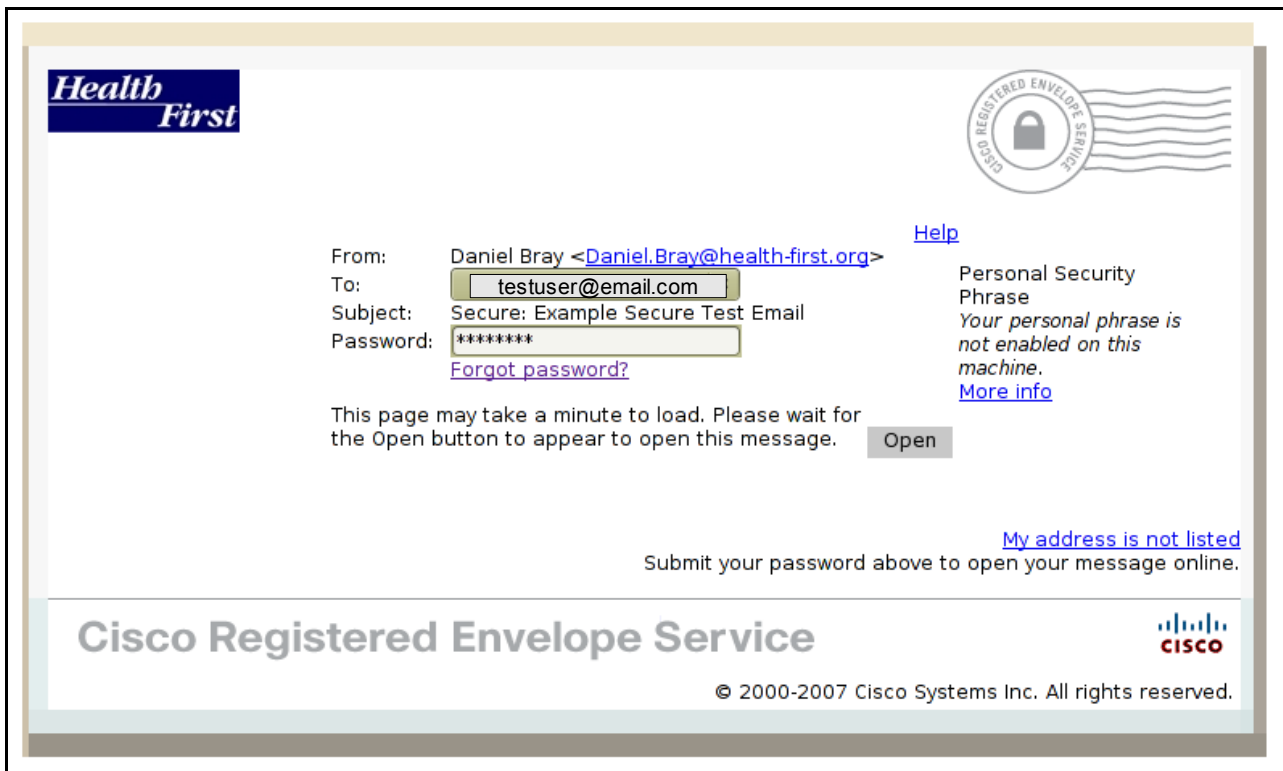 Health
First
CISCO REGISTERED ENVELOPE SERVICE
Help
From: Daniel Bray <Daniel.Bray@health-first.org>
To: testuser@email.com
Subject: Secure: Example Secure Test Email
Password: ********
Forgot password?
Personal Security
Phrase
Your personal phrase is
not enabled on this
machine.
More info
This page may take a minute to load. Please wait for
the Open button to appear to open this message.
Open
My address is not listed
Submit your password above to open your message online.
Cisco Registered Envelope Service
CISCO
© 2000-2007 Cisco Systems Inc. All rights reserved.